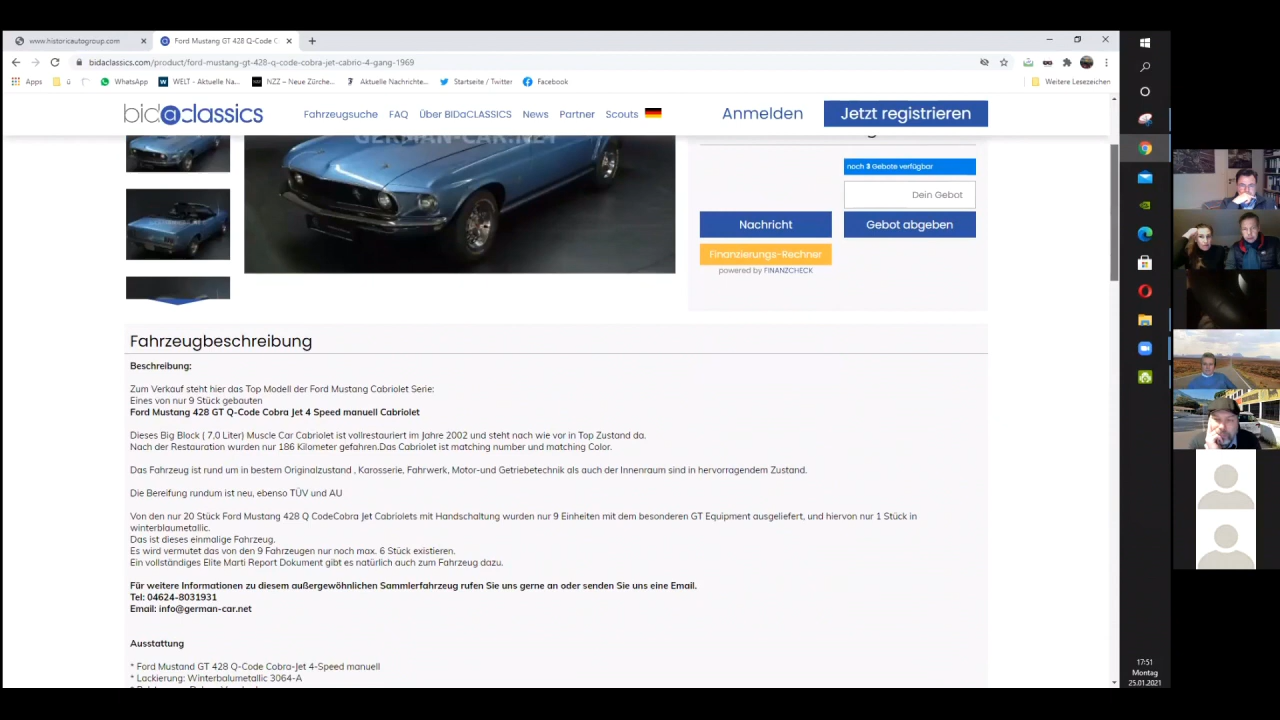 www.historicautogroup.com
Ford Mustang GT 428 Q-Code C
bidaclassics.com/product/ford-mustang-gt-428-q-code-cobra-jet-cabrio-4-gang-1969
Apps
ü
WhatsApp
WELT - Aktuelle Na...
NZZ – Neue Zürche...
Aktuelle Nachrichte...
Startseite / Twitter
Facebook
Weitere Lesezeichen
bidaclassics
Fahrzeugsuche FAQ Über BIDaCLASSICS News Partner Scouts
Anmelden
Jetzt registrieren
GERMAN-CAR.NET
noch 3 Gebote verfügbar
Dein Gebot
Nachricht
Gebot abgeben
Finanzierungs-Rechner
powered by FINANZCHECK
Fahrzeugbeschreibung
Beschreibung:
Zum Verkauf steht hier das Top Modell der Ford Mustang Cabriolet Serie:
Eines von nur 9 Stück gebauten
Ford Mustang 428 GT Q-Code Cobra Jet 4 Speed manuell Cabriolet
Dieses Big Block ( 7,0 Liter) Muscle Car Cabriolet ist vollrestauriert im Jahre 2002 und steht nach wie vor in Top Zustand da.
Nach der Restauration wurden nur 186 Kilometer gefahren.Das Cabriolet ist matching number und matching Color.
Das Fahrzeug ist rund um in bestem Originalzustand , Karosserie, Fahrwerk, Motor-und Getriebetechnik als auch der Innenraum sind in hervorragendem Zustand.
Die Bereifung rundum ist neu, ebenso TÜV und AU
Von den nur 20 Stück Ford Mustang 428 Q CodeCobra Jet Cabriolets mit Handschaltung wurden nur 9 Einheiten mit dem besonderen GT Equipment ausgeliefert, und hiervon nur 1 Stück in
winterblaumetallic.
Das ist dieses einmalige Fahrzeug.
Es wird vermutet das von den 9 Fahrzeugen nur noch max. 6 Stück existieren.
Ein vollständiges Elite Marti Report Dokument gibt es natürlich auch zum Fahrzeug dazu.
Für weitere Informationen zu diesem außergewöhnlichen Sammlerfahrzeug rufen Sie uns gerne an oder senden Sie uns eine Email.
Tel: 04624-8031931
Email: info@german-car.net
Ausstattung
* Ford Mustand GT 428 Q-Code Cobra-Jet 4-Speed manuell
* Lackierung: Winterbalumetallic 3064-A
17:51
Montag
25.01.2021